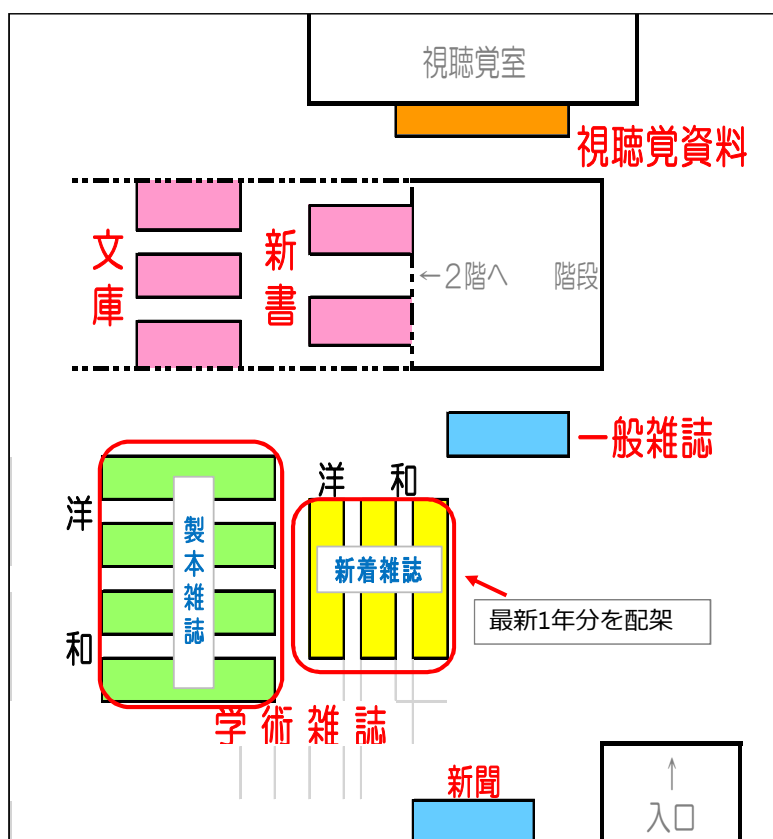 視聴覚室
視聴覚資料
文庫
新書
←2階へ 階段
一般雑誌
洋 和
洋
製本雑誌
新着雑誌
最新1年分を配架
和
学術雑誌
新聞
↑
入口